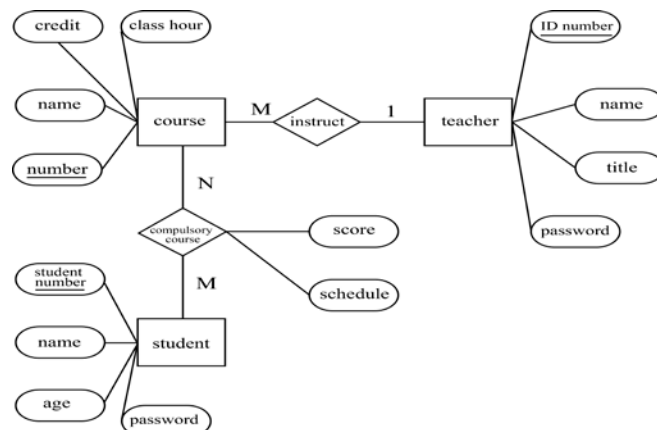 credit
class hour
ID number
name
course
M
instruct
1
teacher
name
number
title
N
compulsory
course
score
password
student
number
M
schedule
name
student
age
password